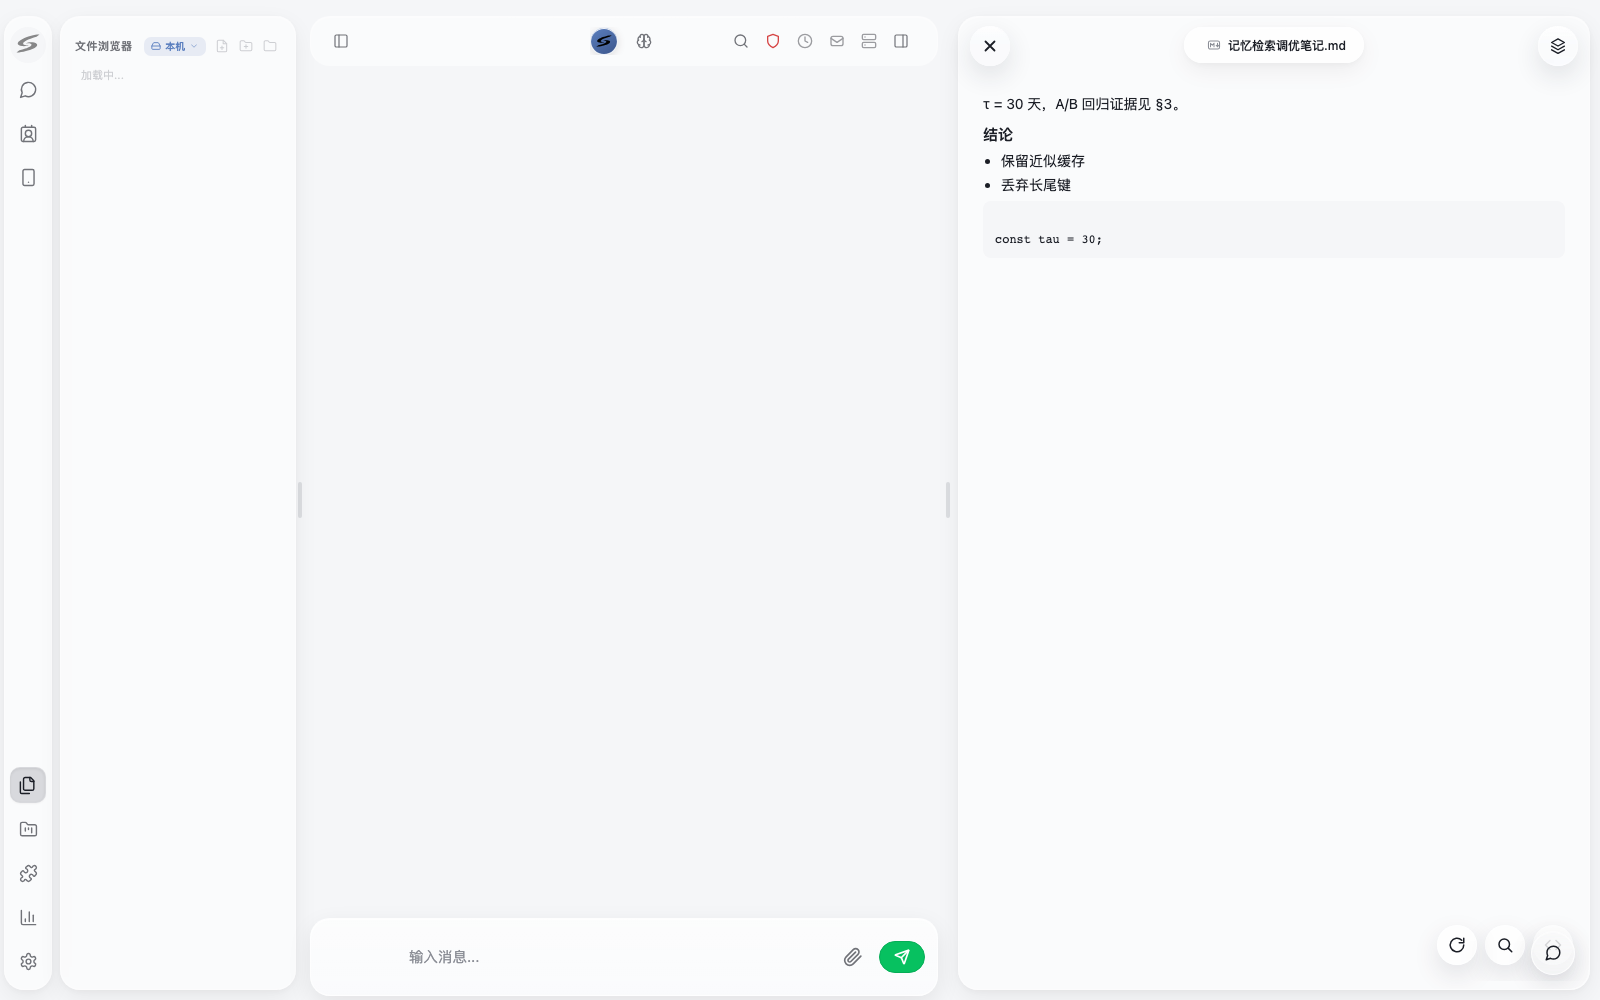 文件浏览器
本机
加载中...
输入消息...
记忆检索调优笔记.md
τ = 30 天，A/B 回归证据见 §3。
结论
保留近似缓存
丢弃长尾键
const tau = 30;